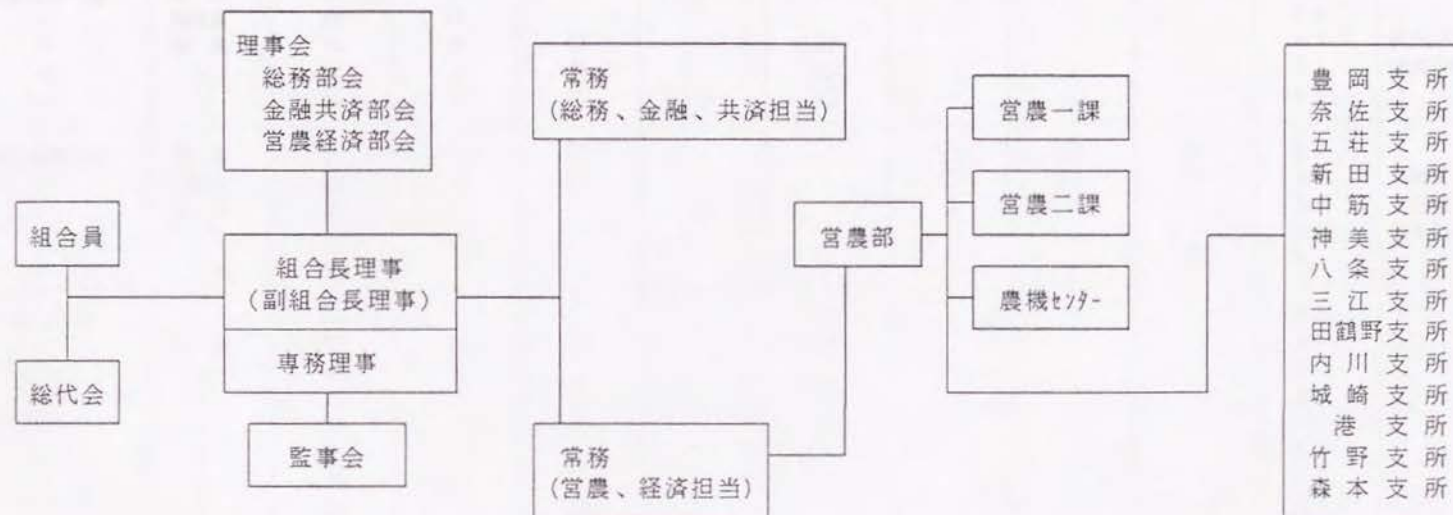 理事会
総務部会
金融共済部会
営農経済部会
組合員
総代会
組合長理事
(副組合長理事)
専務理事
監事会
常務
(総務、金融、共済担当)
常務
(営農、経済担当)
営農部
営農一課
営農二課
農機ｾﾝﾀｰ
豊岡支所
奈佐支所
五荘支所
新田支所
中筋支所
神美支所
八条支所
三江支所
田鶴野支所
内川支所
城崎支所
港支所
竹野支所
森本支所